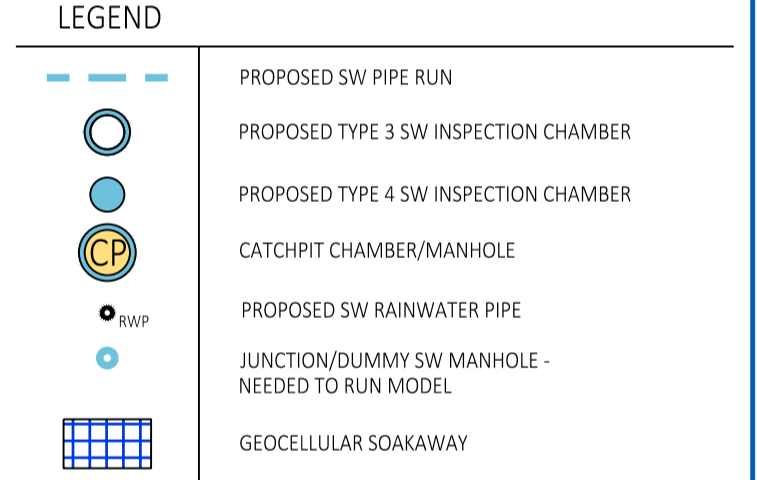 LEGEND
PROPOSED SW PIPE RUN
PROPOSED TYPE 3 SW INSPECTION CHAMBER
PROPOSED TYPE 4 SW INSPECTION CHAMBER
CP
CATCHPIT CHAMBER/MANHOLE
RWP
PROPOSED SW RAINWATER PIPE
JUNCTION/DUMMY SW MANHOLE -
NEEDED TO RUN MODEL
GEOCELLULAR SOAKAWAY